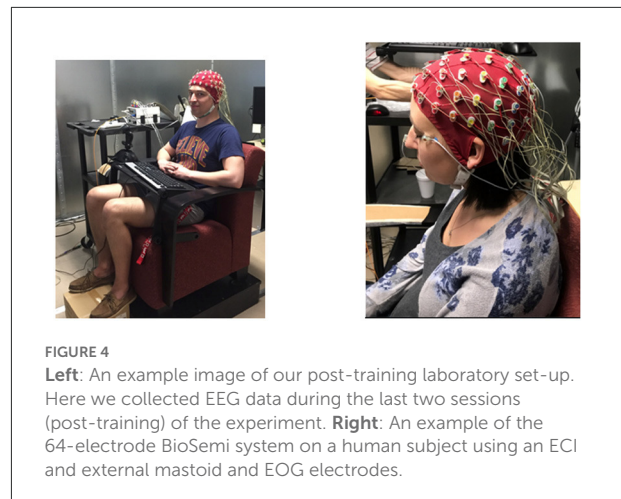 BELIEVE
FIGURE 4
Left: An example image of our post-training laboratory set-up.
Here we collected EEG data during the last two sessions
(post-training) of the experiment. Right: An example of the
64-electrode BioSemi system on a human subject using an ECI
and external mastoid and EOG electrodes.